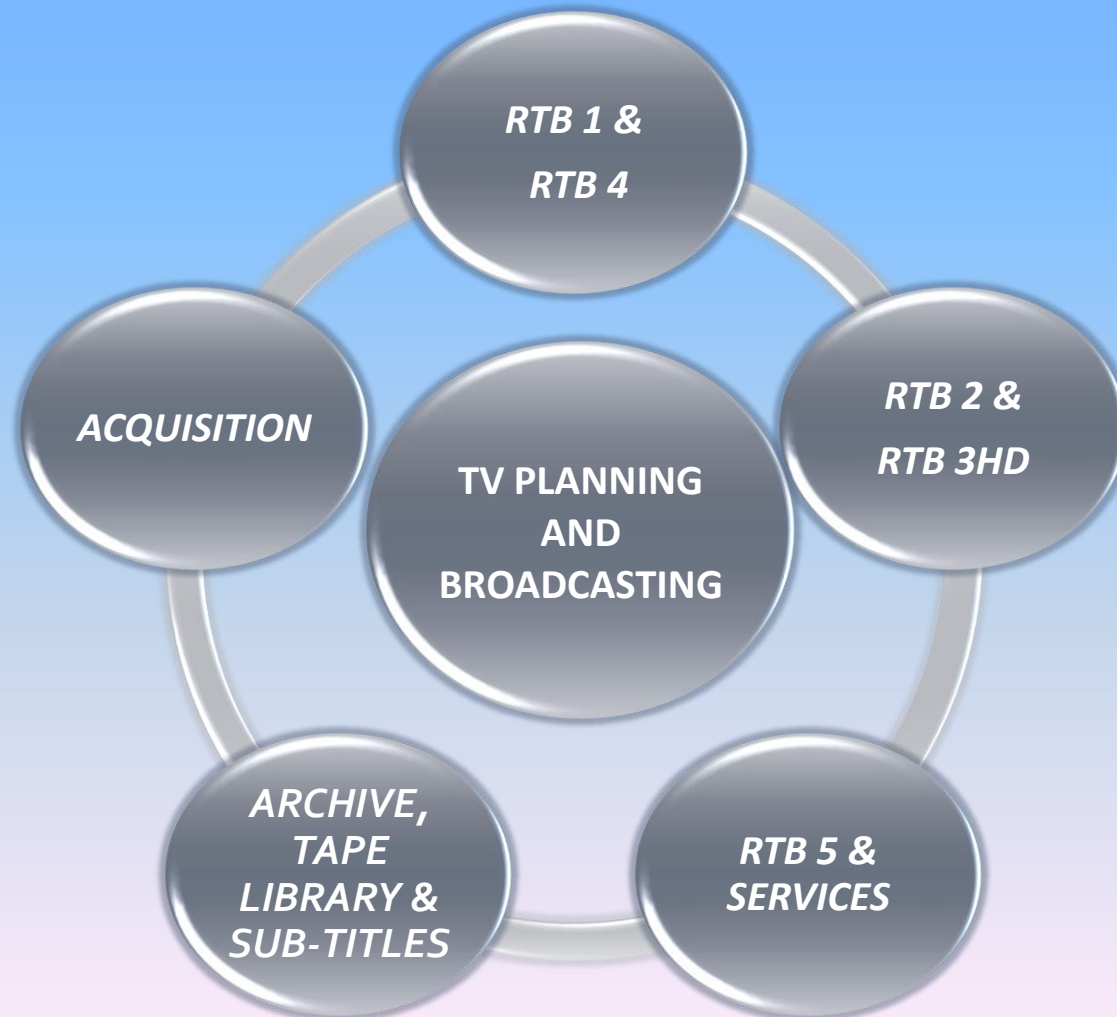 RTB 1 &
RTB 4
RTB 2 &
RTB 3HD
ACQUISITION
TV PLANNING
AND
BROADCASTING
ARCHIVE,
TAPE
LIBRARY &
SUB-TITLES
RTB 5 &
SERVICES